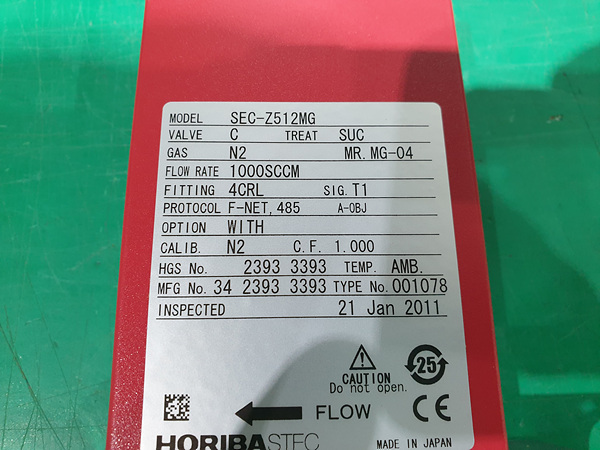 MODEL SEC-Z512MG
VALVE C TREAT SUC
GAS N2 MR. MG-04
FLOW RATE 1000SCCM
FITTING 4CRL SIG. T1
PROTOCOL F-NET, 485 A-OBJ
OPTION WITH
CALIB. N2 C.F. 1.000
HGS No. 2393 3393 TEMP. AMB.
MFG No. 34 2393 3393 TYPE No. 001078
INSPECTED 21 Jan 2011
CAUTION
Do not open.
25
FLOW
CE
HORIBASTEC
MADE IN JAPAN